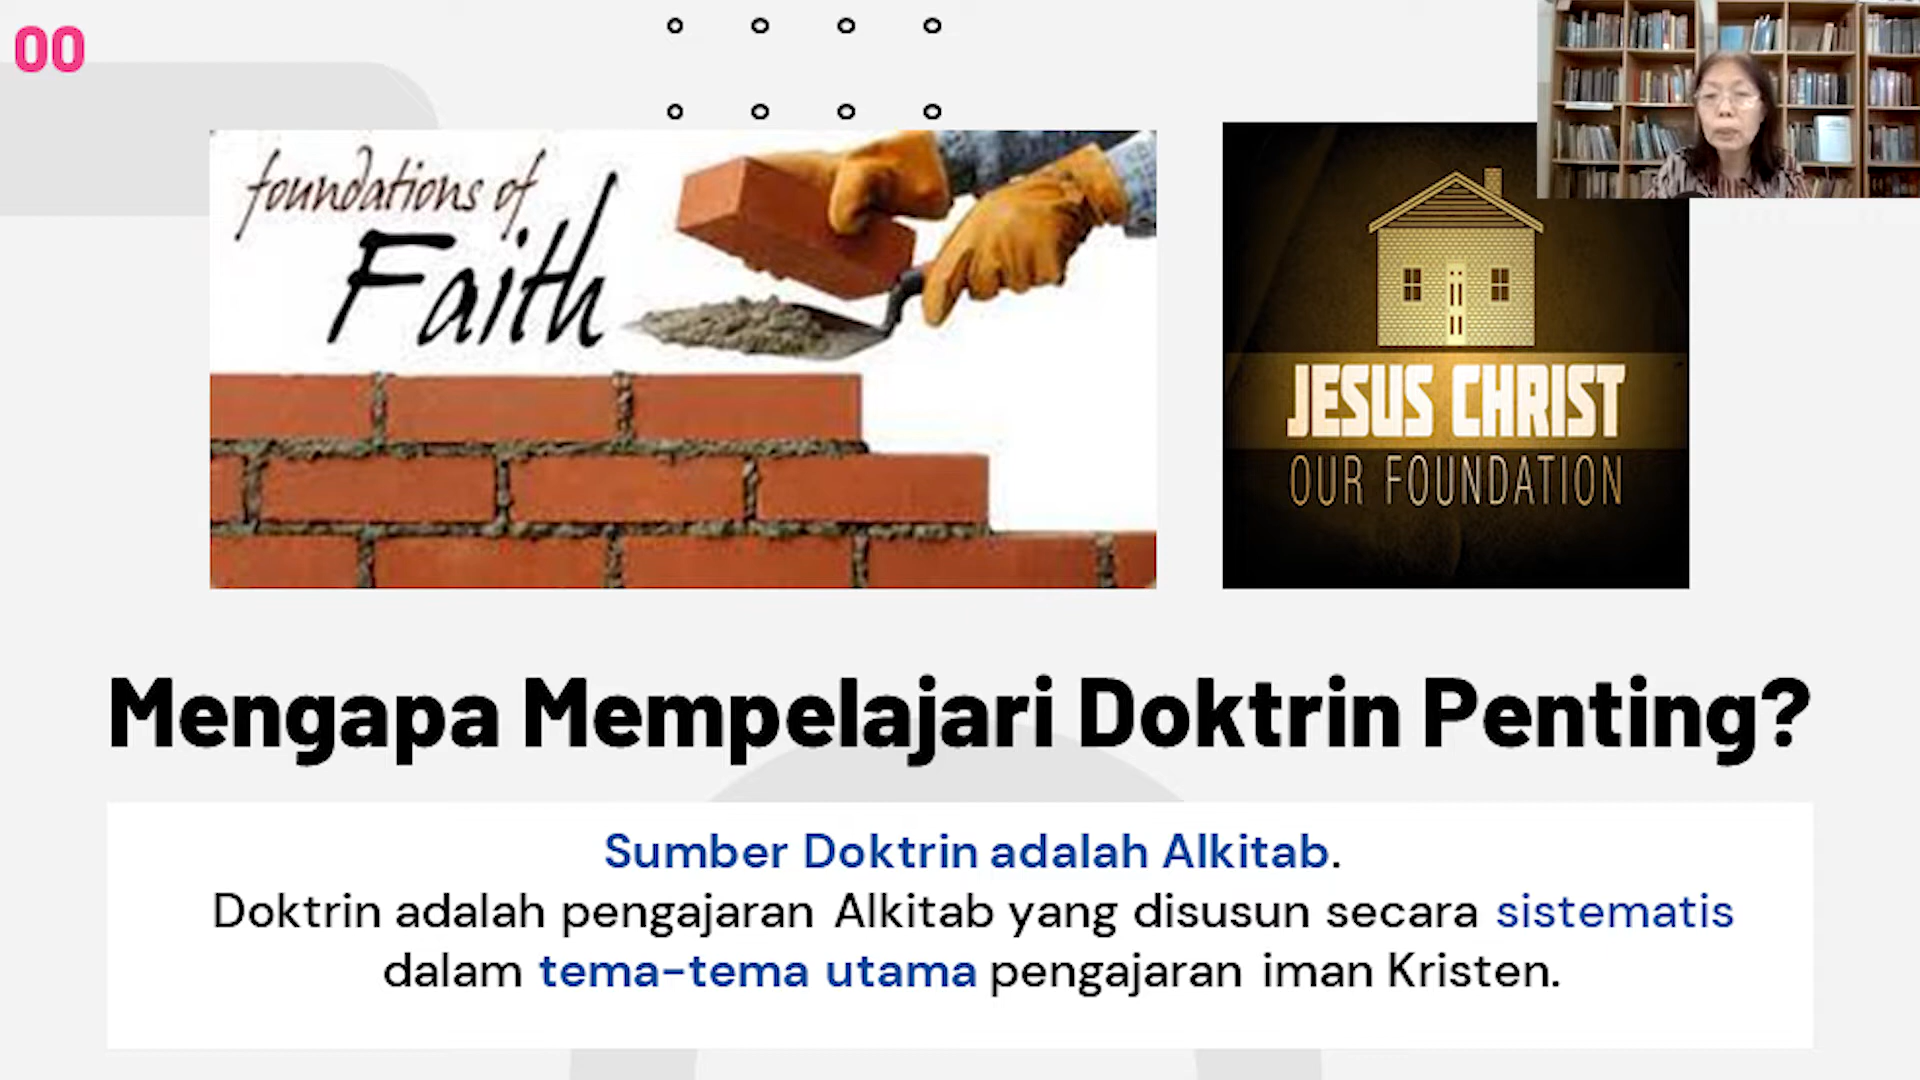 00
foundations of
Faith
JESUS CHRIST
OUR FOUNDATION
Mengapa Mempelajari Doktrin Penting?
Sumber Doktrin adalah Alkitab.
Doktrin adalah pengajaran Alkitab yang disusun secara sistematis
dalam tema-tema utama pengajaran iman Kristen.